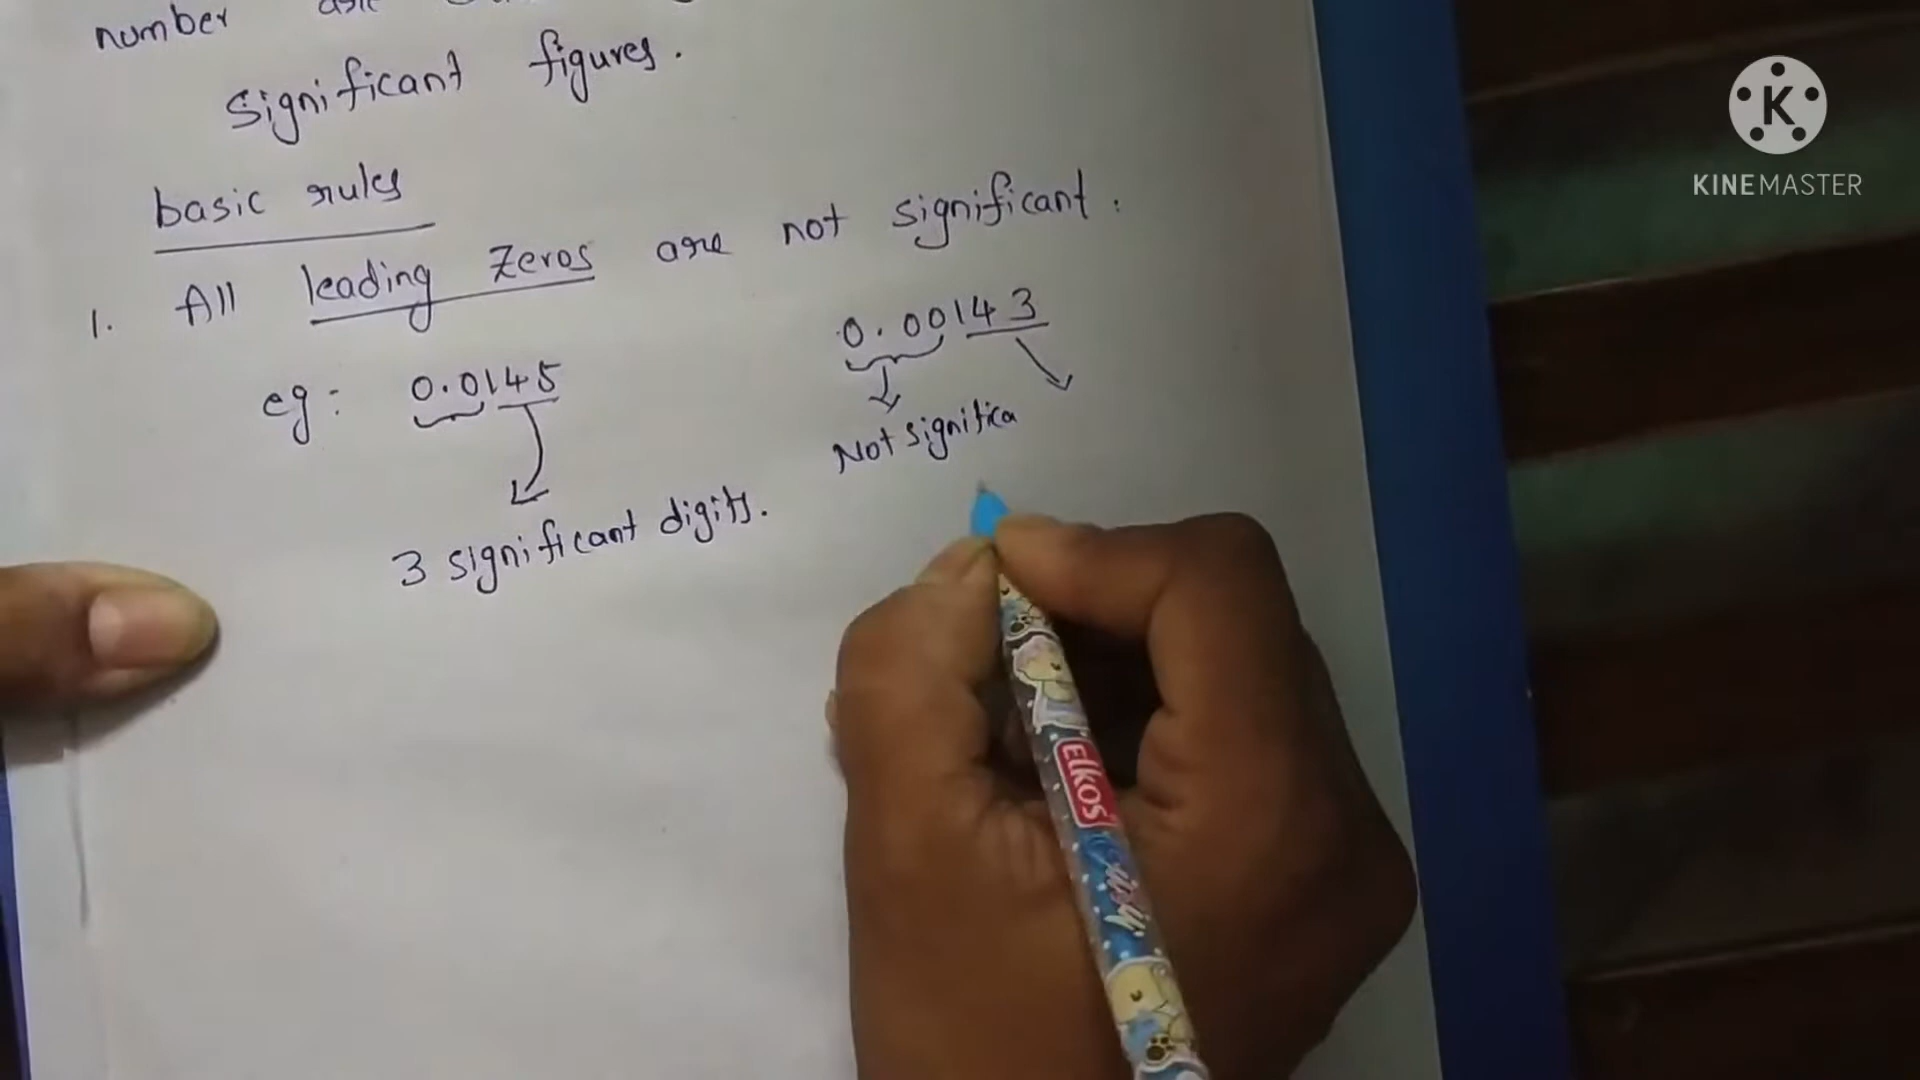 number are
significant figures.
basic rules
1. All leading zeros are not significant.
eg: 0.0145
0.00143
Not significa
3 significant digits.
ELKOS
K
KINEMASTER